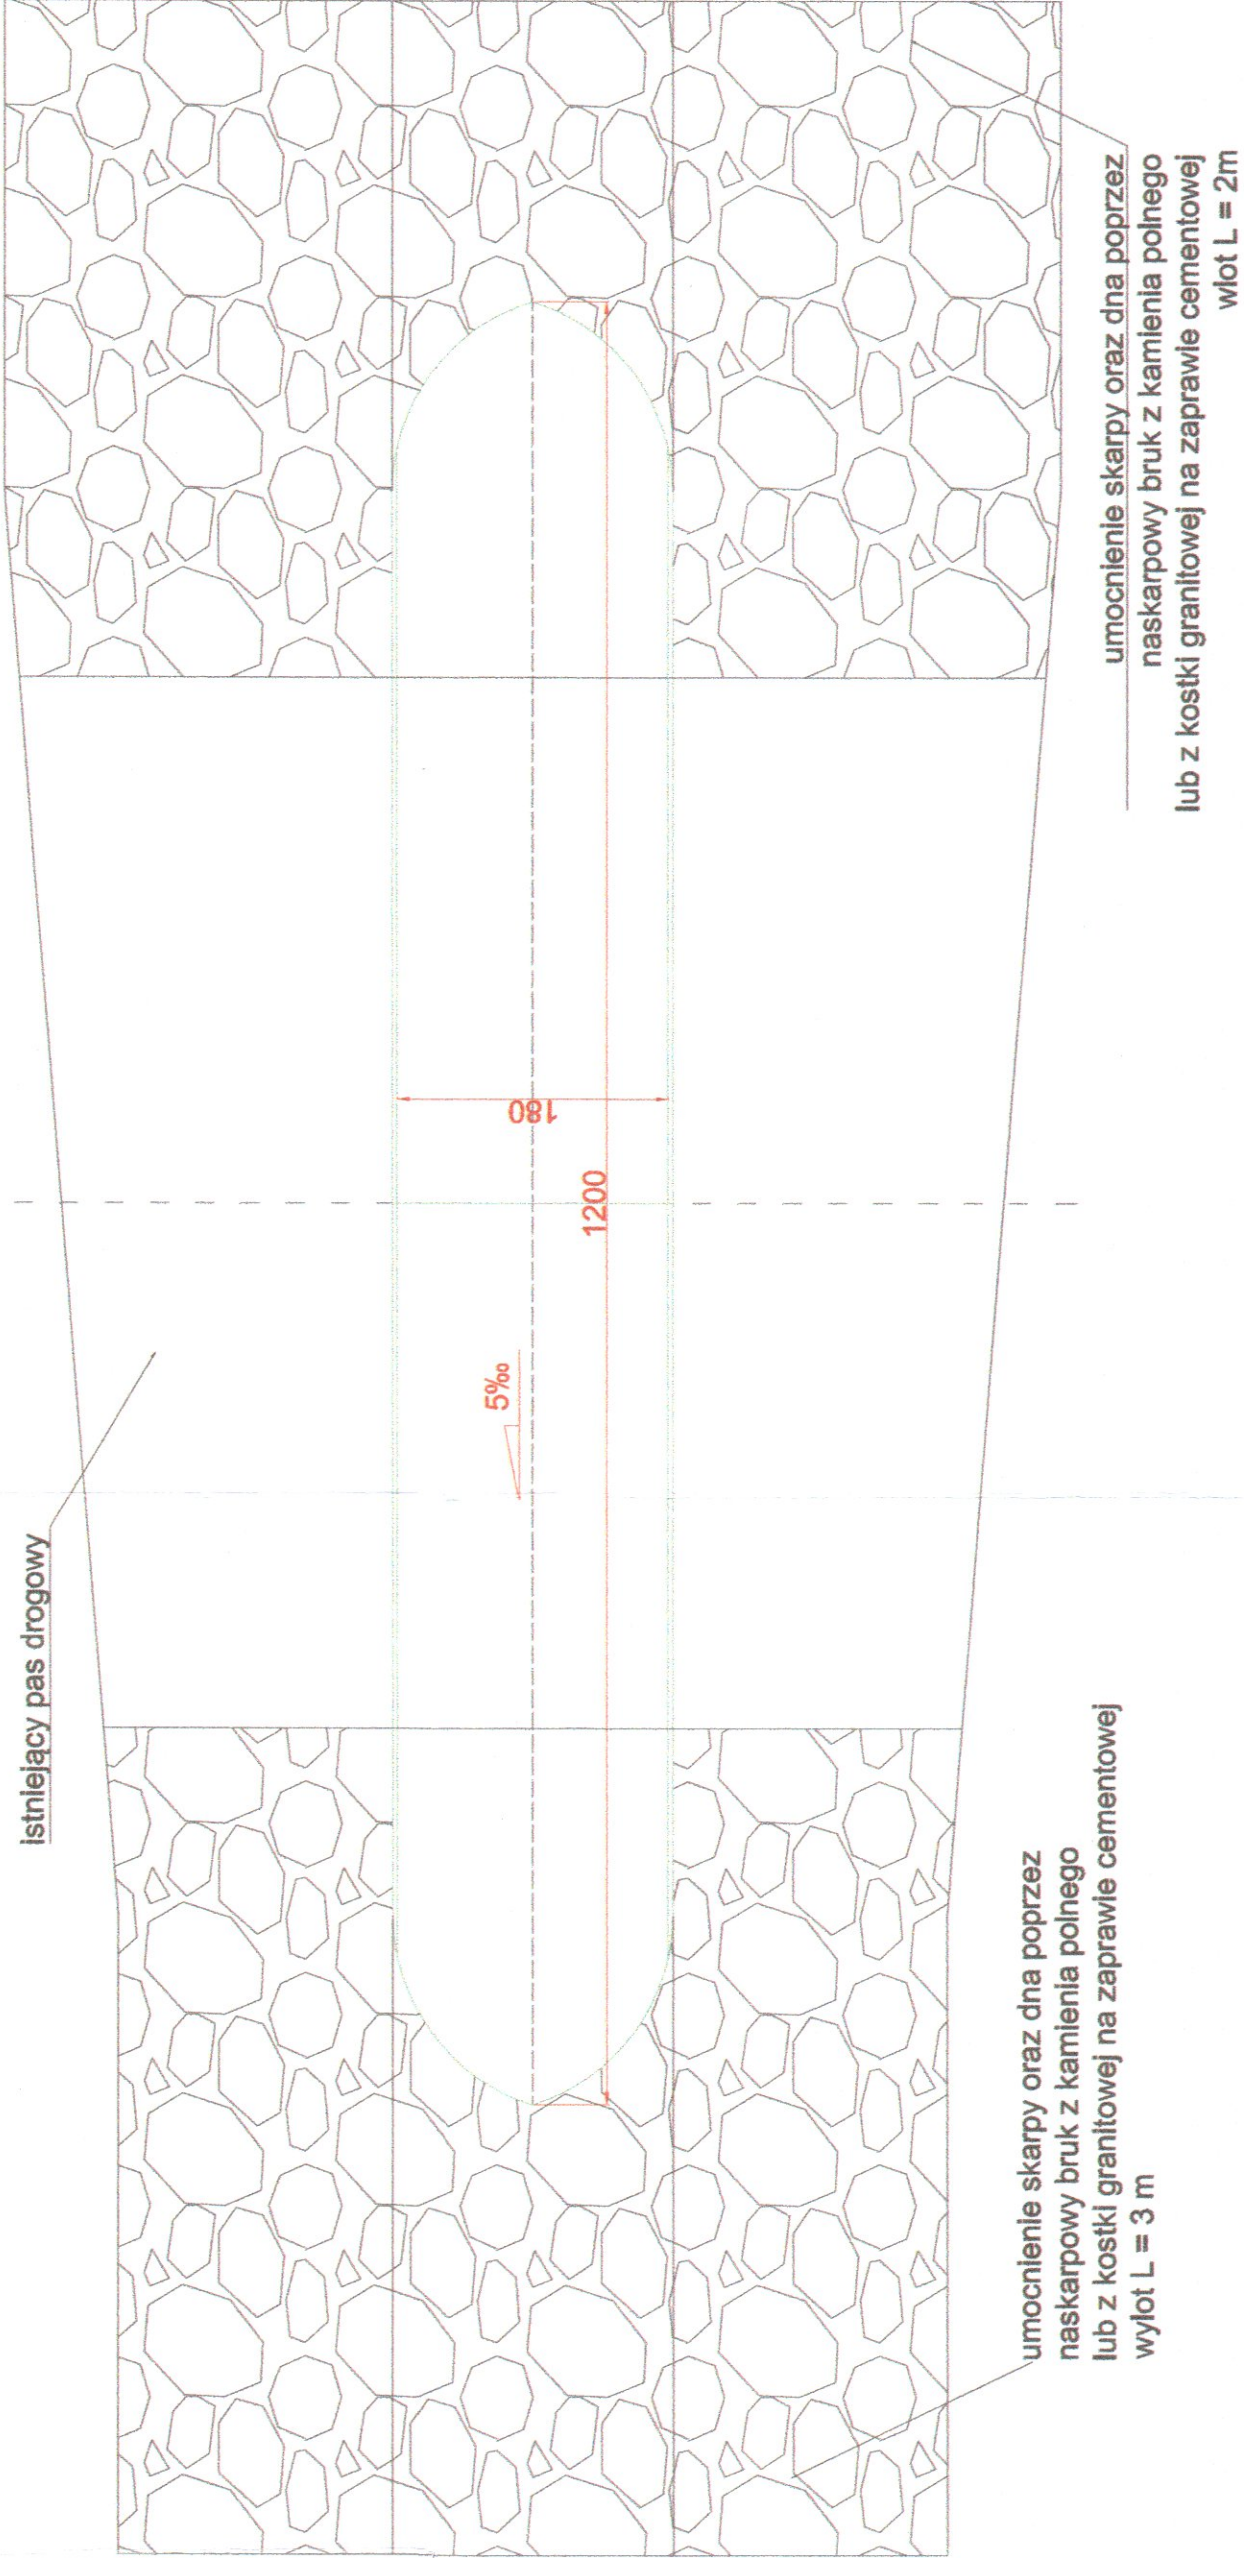 istniejący pas drogowy
5‰
180
1200
umocnienie skarpy oraz dna poprzez
naskarpowy bruk z kamienia polnego
lub z kostki granitowej na zaprawie cementowej
wylot L = 3 m
umocnienie skarpy oraz dna poprzez
naskarpowy bruk z kamienia polnego
lub z kostki granitowej na zaprawie cementowej
wlot L = 2m